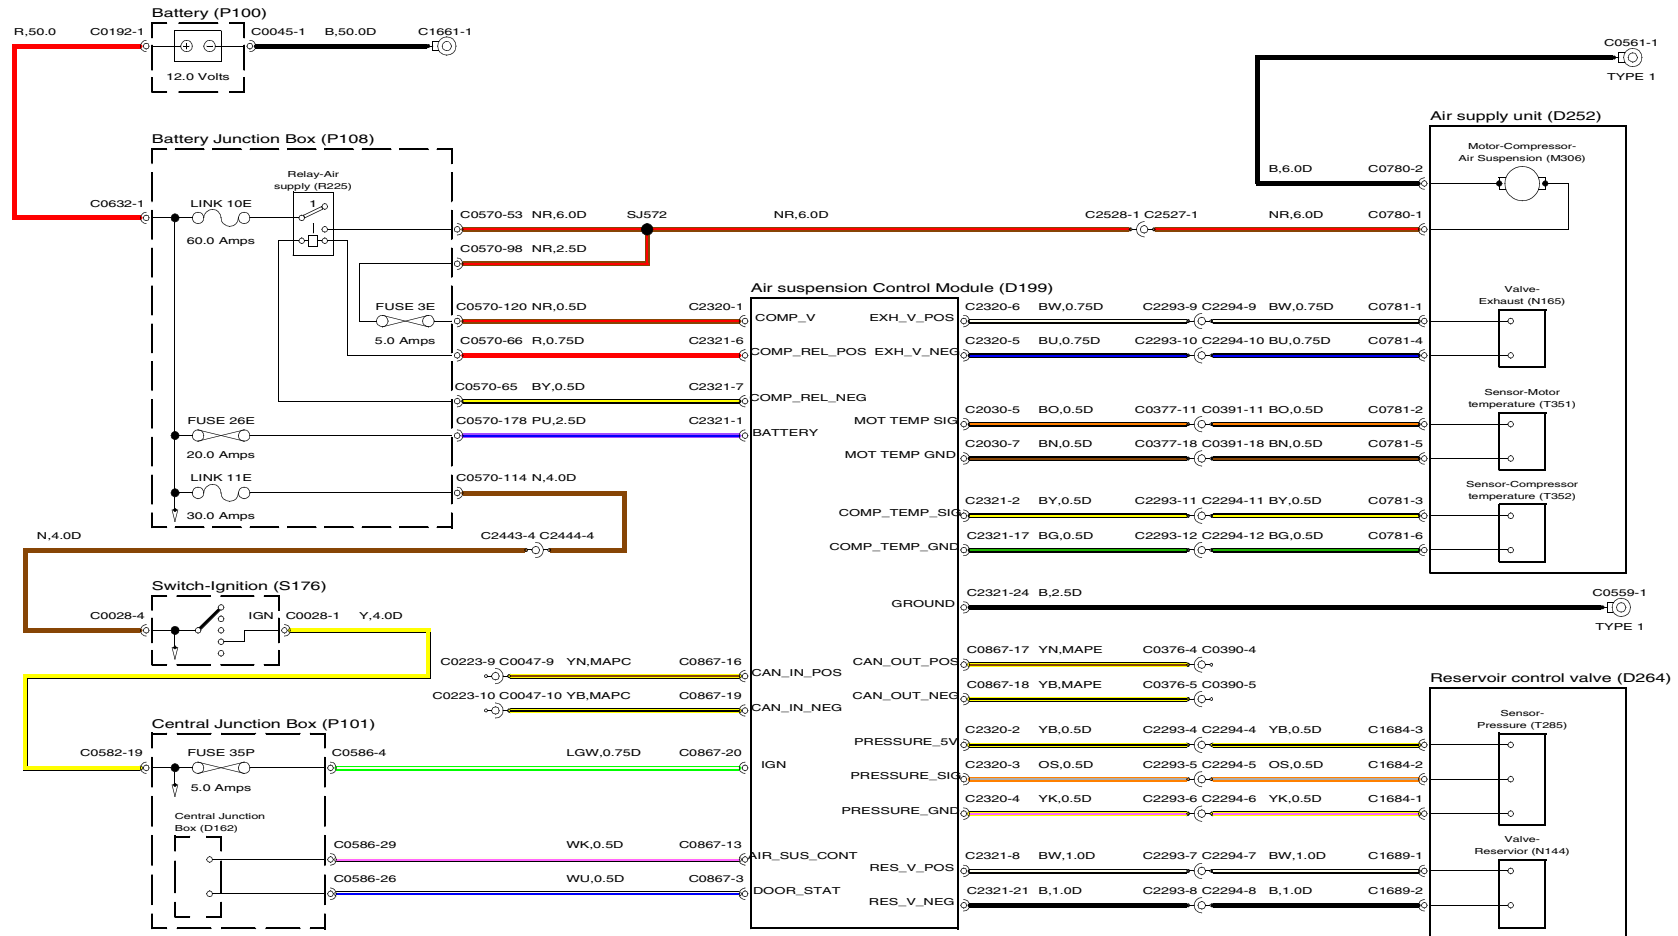 Battery (P100)
R,50.0 C0192-1 C0045-1 B,50.0D C1661-1
12.0 Volts
C0561-1
TYPE 1
Air supply unit (D252)
Motor-Compressor-
Air Suspension (M306)
B,6.0D C0780-2
Battery Junction Box (P108)
Relay-Air
supply (R225)
C0632-1 LINK 10E 1
60.0 Amps
C0570-53 NR,6.0D SJ572 NR,6.0D C2528-1 C2527-1 NR,6.0D C0780-1
C0570-98 NR,2.5D
Air suspension Control Module (D199)
Valve-
Exhaust (N165)
FUSE 3E C0570-120 NR,0.5D C2320-1 COMP_V EXH_V_POS C2320-6 BW,0.75D C2293-9 C2294-9 BW,0.75D C0781-1
5.0 Amps C0570-66 R,0.75D C2321-6 COMP_REL_POS EXH_V_NEG C2320-5 BU,0.75D C2293-10 C2294-10 BU,0.75D C0781-4
C0570-65 BY,0.5D C2321-7 COMP_REL_NEG
Sensor-Motor
temperature (T351)
FUSE 26E C0570-178 PU,2.5D C2321-1 BATTERY MOT TEMP SIG C2030-5 BO,0.5D C0377-11 C0391-11 BO,0.5D C0781-2
20.0 Amps MOT TEMP GND C2030-7 BN,0.5D C0377-18 C0391-18 BN,0.5D C0781-5
LINK 11E C0570-114 N,4.0D
30.0 Amps
Sensor-Compressor
temperature (T352)
COMP_TEMP_SIG C2321-2 BY,0.5D C2293-11 C2294-11 BY,0.5D C0781-3
N,4.0D C2443-4 C2444-4 COMP_TEMP_GND C2321-17 BG,0.5D C2293-12 C2294-12 BG,0.5D C0781-6
Switch-Ignition (S176)
C0028-4 IGN C0028-1 Y,4.0D
GROUND C2321-24 B,2.5D C0559-1
TYPE 1
C0223-9 C0047-9 YN,MAPC C0867-16 CAN_IN_POS CAN_OUT_POS C0867-17 YN,MAPE C0376-4 C0390-4
C0223-10 C0047-10 YB,MAPC C0867-19 CAN_IN_NEG CAN_OUT_NEG C0867-18 YB,MAPE C0376-5 C0390-5
Reservoir control valve (D264)
Sensor-
Pressure (T285)
Central Junction Box (P101)
PRESSURE_5V C2320-2 YB,0.5D C2293-4 C2294-4 YB,0.5D C1684-3
C0582-19 FUSE 35P C0586-4 LGW,0.75D C0867-20 IGN PRESSURE_SIG C2320-3 OS,0.5D C2293-5 C2294-5 OS,0.5D C1684-2
5.0 Amps
PRESSURE_GND C2320-4 YK,0.5D C2293-6 C2294-6 YK,0.5D C1684-1
Central Junction
Box (D162)
Valve-
Reservior (N144)
C0586-29 WK,0.5D C0867-13 AIR_SUS_CONT RES_V_POS C2321-8 BW,1.0D C2293-7 C2294-7 BW,1.0D C1689-1
C0586-26 WU,0.5D C0867-3 DOOR_STAT RES_V_NEG C2321-21 B,1.0D C2293-8 C2294-8 B,1.0D C1689-2